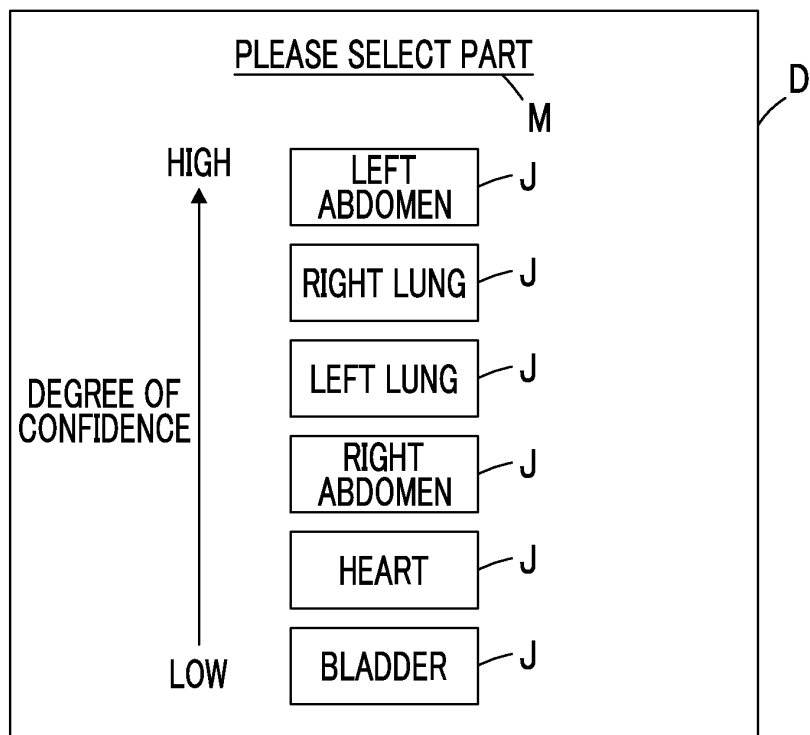 PLEASE SELECT PART
D
M
HIGH
LEFT
ABDOMEN
J
RIGHT LUNG
J
LEFT LUNG
J
DEGREE OF
CONFIDENCE
RIGHT
ABDOMEN
J
HEART
J
LOW
BLADDER
J